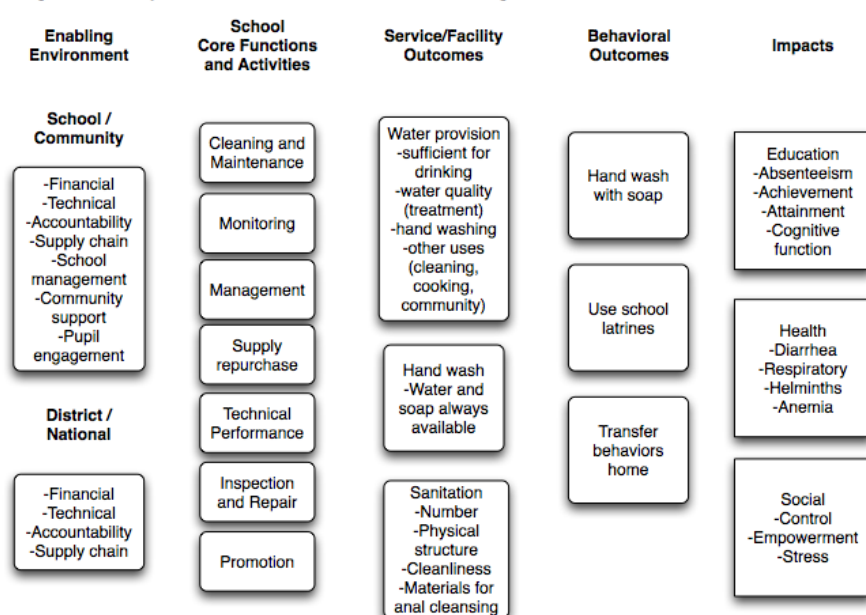 Enabling
Environment
School
Core Functions
and Activities
Service/Facility
Outcomes
Behavioral
Outcomes
Impacts
School /
Community
-Financial
-Technical
-Accountability
-Supply chain
-School
management
-Community
support
-Pupil
engagement
District /
National
-Financial
-Technical
-Accountability
-Supply chain
Cleaning and
Maintenance
Monitoring
Management
Supply
repurchase
Technical
Performance
Inspection
and Repair
Promotion
Water provision
-sufficient for
drinking
-water quality
(treatment)
-hand washing
-other uses
(cleaning,
cooking,
community)
Hand wash
-Water and
soap always
available
Sanitation
-Number
-Physical
structure
-Cleanliness
-Materials for
anal cleansing
Hand wash
with soap
Use school
latrines
Transfer
behaviors
home
Education
-Absenteeism
-Achievement
-Attainment
-Cognitive
function
Health
-Diarrhea
-Respiratory
-Helminths
-Anemia
Social
-Control
-Empowerment
-Stress